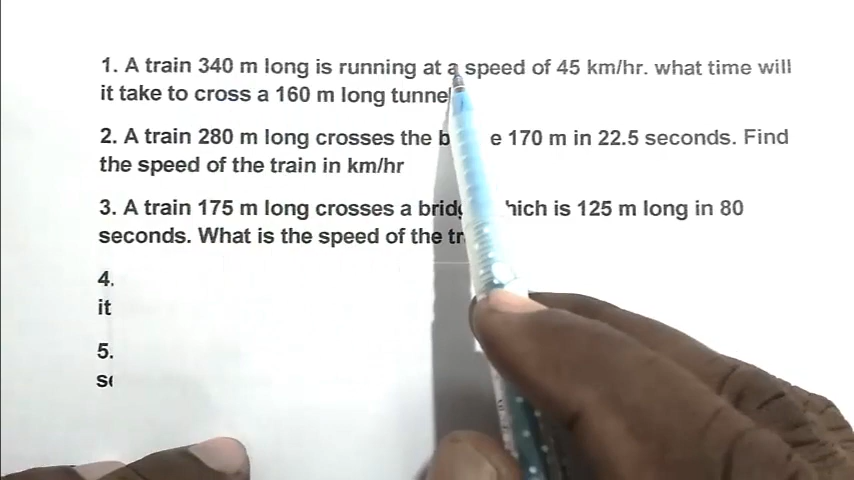 1. A train 340 m long is running at a speed of 45 km/hr. what time will
it take to cross a 160 m long tunne
2. A train 280 m long crosses the b e 170 m in 22.5 seconds. Find
the speed of the train in km/hr
3. A train 175 m long crosses a bridg hich is 125 m long in 80
seconds. What is the speed of the tr
4.
it
5.